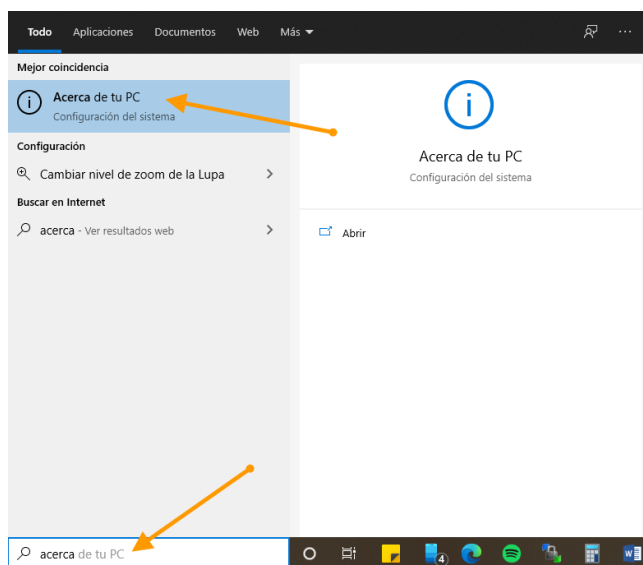 Todo Aplicaciones Documentos Web Más
Mejor coincidencia
Acerca de tu PC
Configuración del sistema
Configuración
Cambiar nivel de zoom de la Lupa
Buscar en Internet
acerca - Ver resultados web
Acerca de tu PC
Configuración del sistema
Abrir
acerca de tu PC
4
W